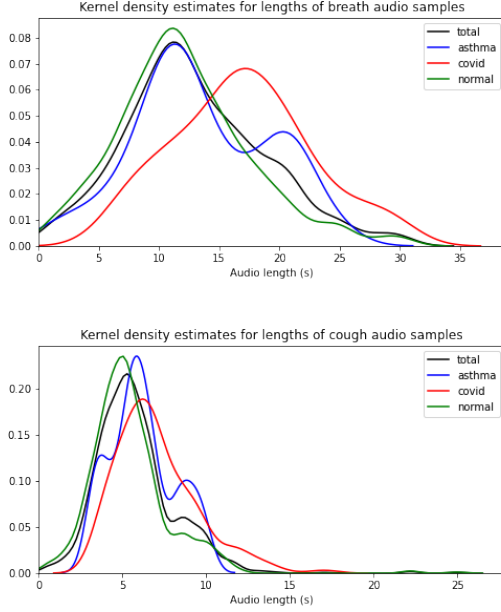 Kernel density estimates for lengths of breath audio samples
total
asthma
covid
normal
0.08
0.07
0.06
0.05
0.04
0.03
0.02
0.01
0.00
0 5 10 15 20 25 30 35
Audio length (s)
Kernel density estimates for lengths of cough audio samples
total
asthma
covid
normal
0.20
0.15
0.10
0.05
0.00
0 5 10 15 20 25
Audio length (s)